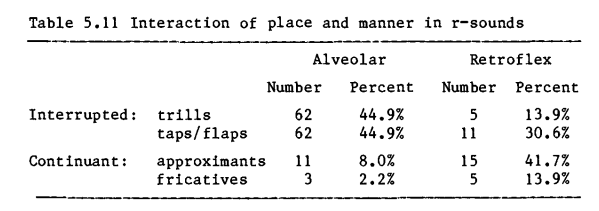 Table 5.11 Interaction of place and manner in r-sounds
Alveolar Retroflex
Number Percent Number Percent
Interrupted: trills 62 44.9% 5 13.9%
taps/flaps 62 44.9% 11 30.6%
Continuant: approximants 11 8.0% 15 41.7%
fricatives 3 2.2% 5 13.9%